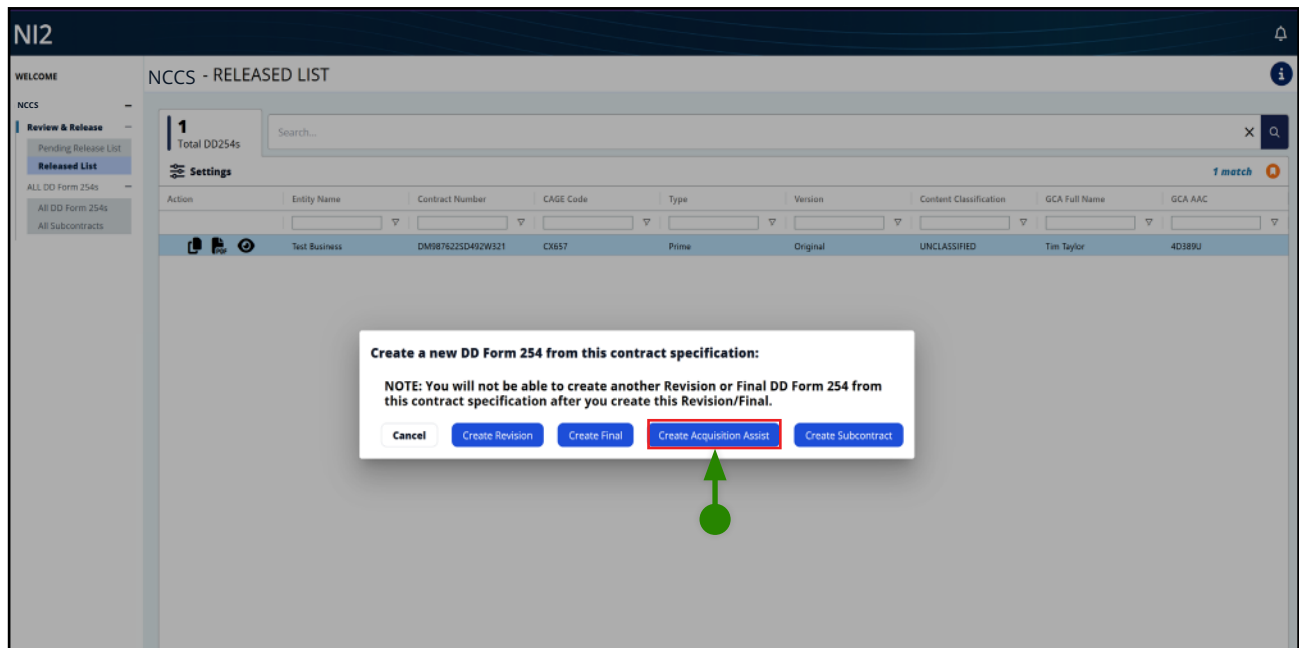 NI2
WELCOME
NCCS - RELEASED LIST
NCCS
Review & Release
Pending Release List
Released List
ALL DD Form 254s
All DD Form 254s
All Subcontracts
1
Total DD254s
Search...
Settings
1 match
Action Entity Name Contract Number CAGE Code Type Version Content Classification GCA Full Name GCA AAC
PDF Test Business DM987622SD492W321 CX657 Prime Original UNCLASSIFIED Tim Taylor 4D389U
Create a new DD Form 254 from this contract specification:
NOTE: You will not be able to create another Revision or Final DD Form 254 from
this contract specification after you create this Revision/Final.
Cancel Create Revision Create Final Create Acquisition Assist Create Subcontract